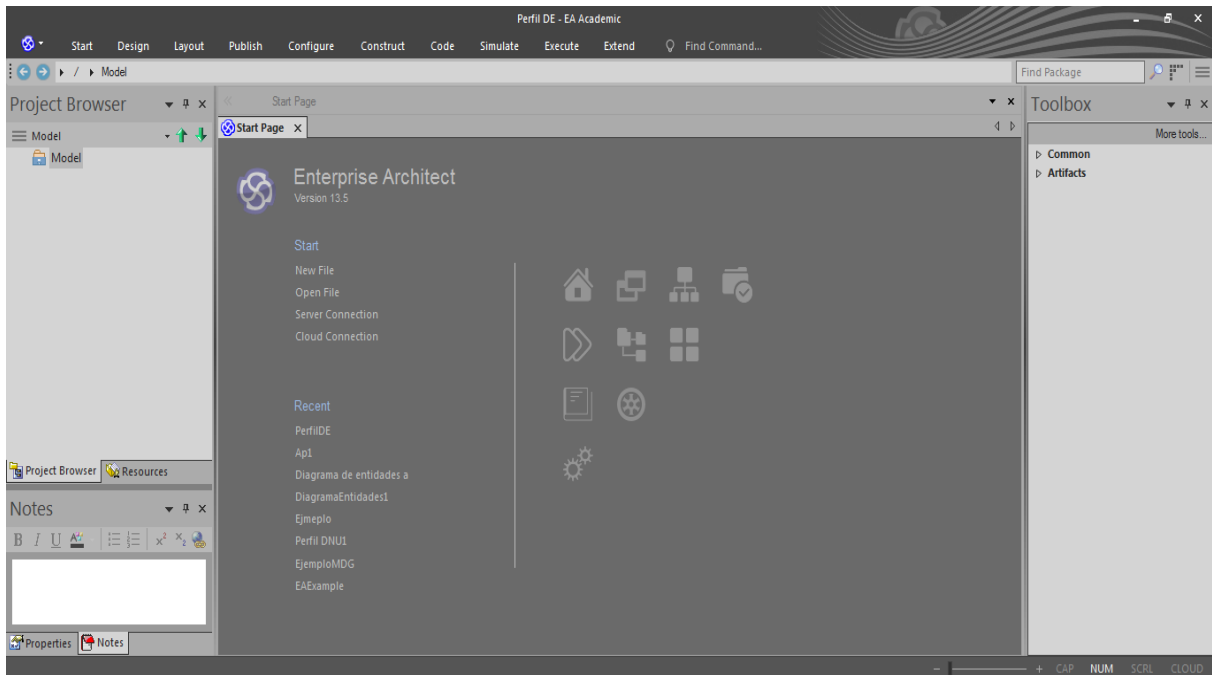 Perfil DE - EA Academic
Start Design Layout Publish Configure Construct Code Simulate Execute Extend Find Command...
/ Model
Find Package
Project Browser
Model
Model
Project Browser Resources
Notes
B I U A x² x₂
Properties Notes
Start Page
Start Page X
Enterprise Architect
Version 13.5
Start
New File
Open File
Server Connection
Cloud Connection
Recent
PerfilDE
Ap1
Diagrama de entidades a
DiagramaEntidades1
Ejmeplo
Perfil DNU1
EjemploMDG
EAExample
Toolbox
More tools...
Common
Artifacts
CAP NUM SCRL CLOUD